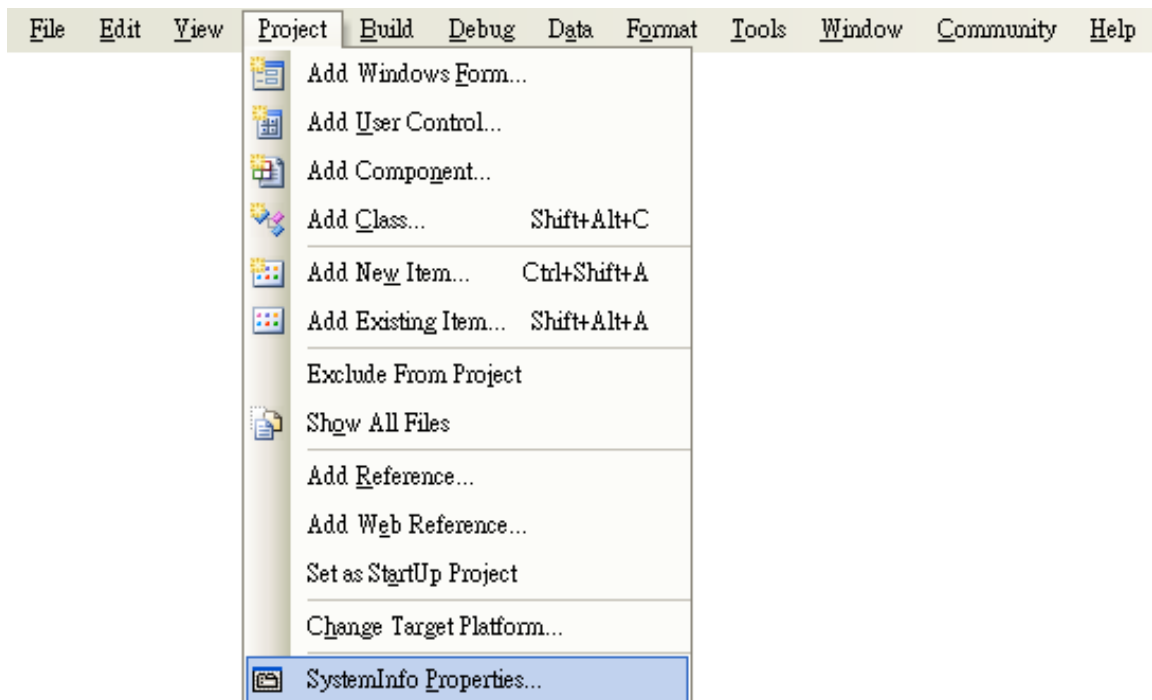 File Edit View Project Build Debug Data Format Tools Window Community Help
Add Windows Form...
Add User Control...
Add Component...
Add Class... Shift+Alt+C
Add New Item... Ctrl+Shift+A
Add Existing Item... Shift+Alt+A
Exclude From Project
Show All Files
Add Reference...
Add Web Reference...
Set as StartUp Project
Change Target Platform...
SystemInfo Properties...